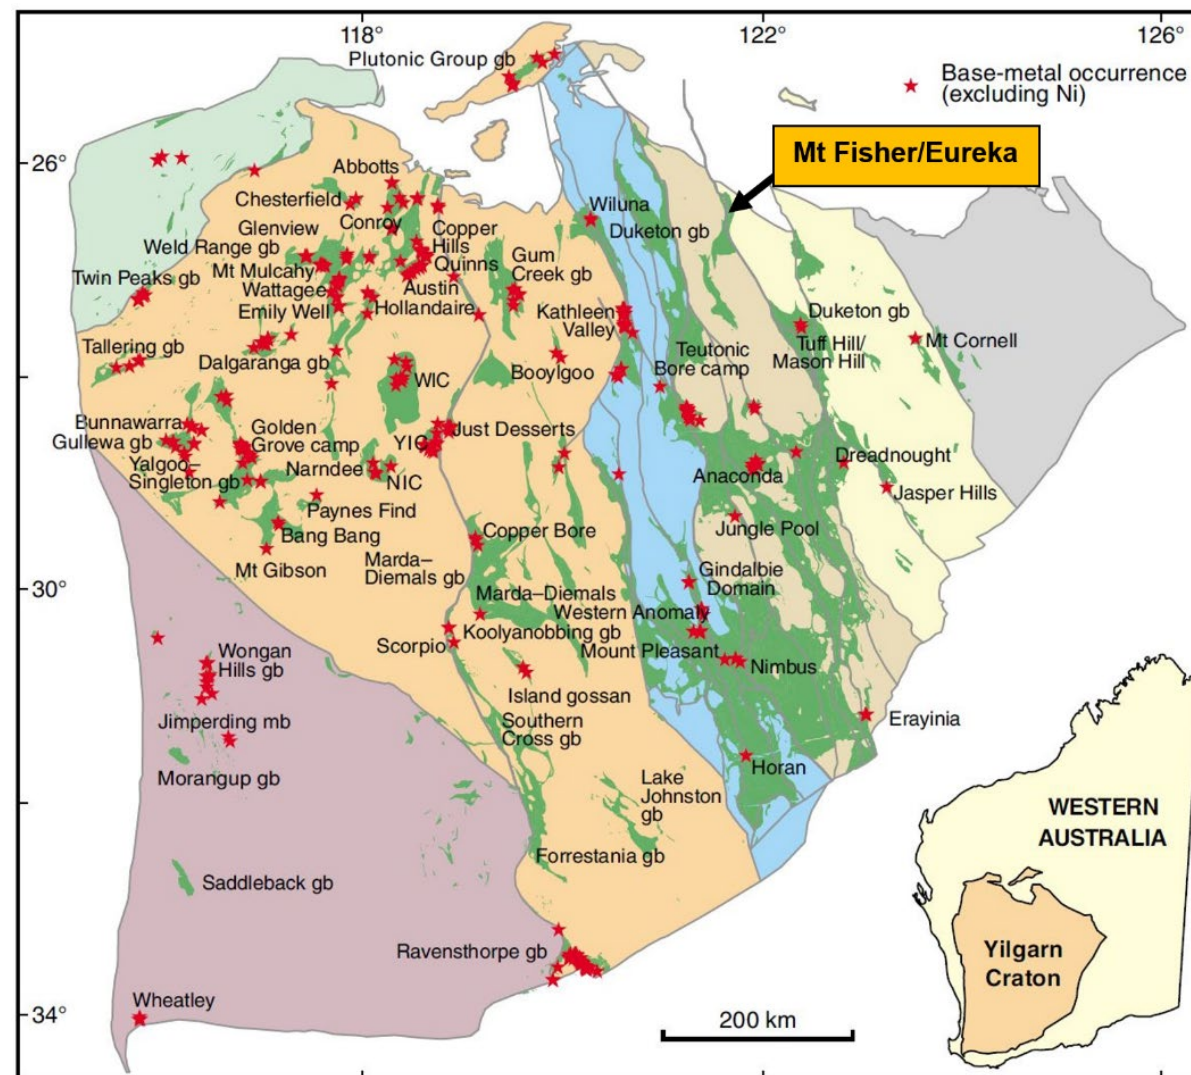 118°
122°
126°
Plutonic Group gb
Base-metal occurrence
(excluding Ni)
Mt Fisher/Eureka
26°
Abbotts
Chesterfield
Conroy
Wiluna
Duketon gb
Glenview
Copper
Hills
Weld Range gb
Quinns
Gum
Creek gb
Mt Mulcahy
Twin Peaks gb
Wattagee
Austin
Emily Well
Hollandaire
Kathleen
Valley
Duketon gb
Tuff Hill/
Mason Hill
Mt Cornell
Tallering gb
Dalgaranga gb
Teutonic
Bore camp
Booylgoo
WIC
Bunnawarra
Golden
Grove camp
Gullewa gb
YIC
Just Desserts
Yalgoo–
Singleton gb
Narndee
NIC
Anaconda
Dreadnought
Jasper Hills
Paynes Find
Bang Bang
Jungle Pool
Copper Bore
Mt Gibson
Marda–
Diemals gb
Gindalbie
Domain
30°
Marda–Diemals
Western Anomaly
Koolyanobbing gb
Scorpio
Mount Pleasant
Nimbus
Wongan
Hills gb
Island gossan
Jimperding mb
Southern
Cross gb
Erayinia
Morangup gb
Horan
Lake
Johnston
gb
WESTERN
AUSTRALIA
Forrestania gb
Saddleback gb
Ravensthorpe gb
Yilgarn
Craton
Wheatley
34°
200 km